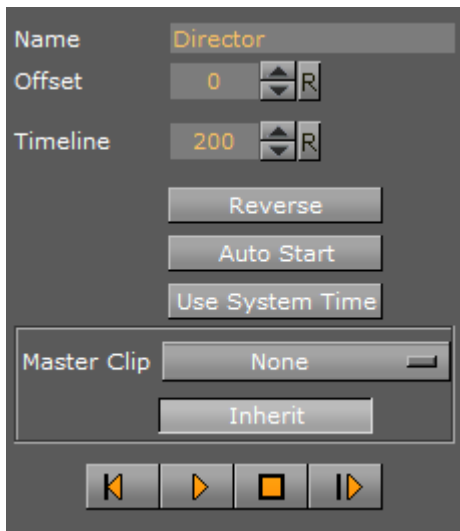 Name Director
Offset 0 R
Timeline 200 R
Reverse
Auto Start
Use System Time
Master Clip None
Inherit